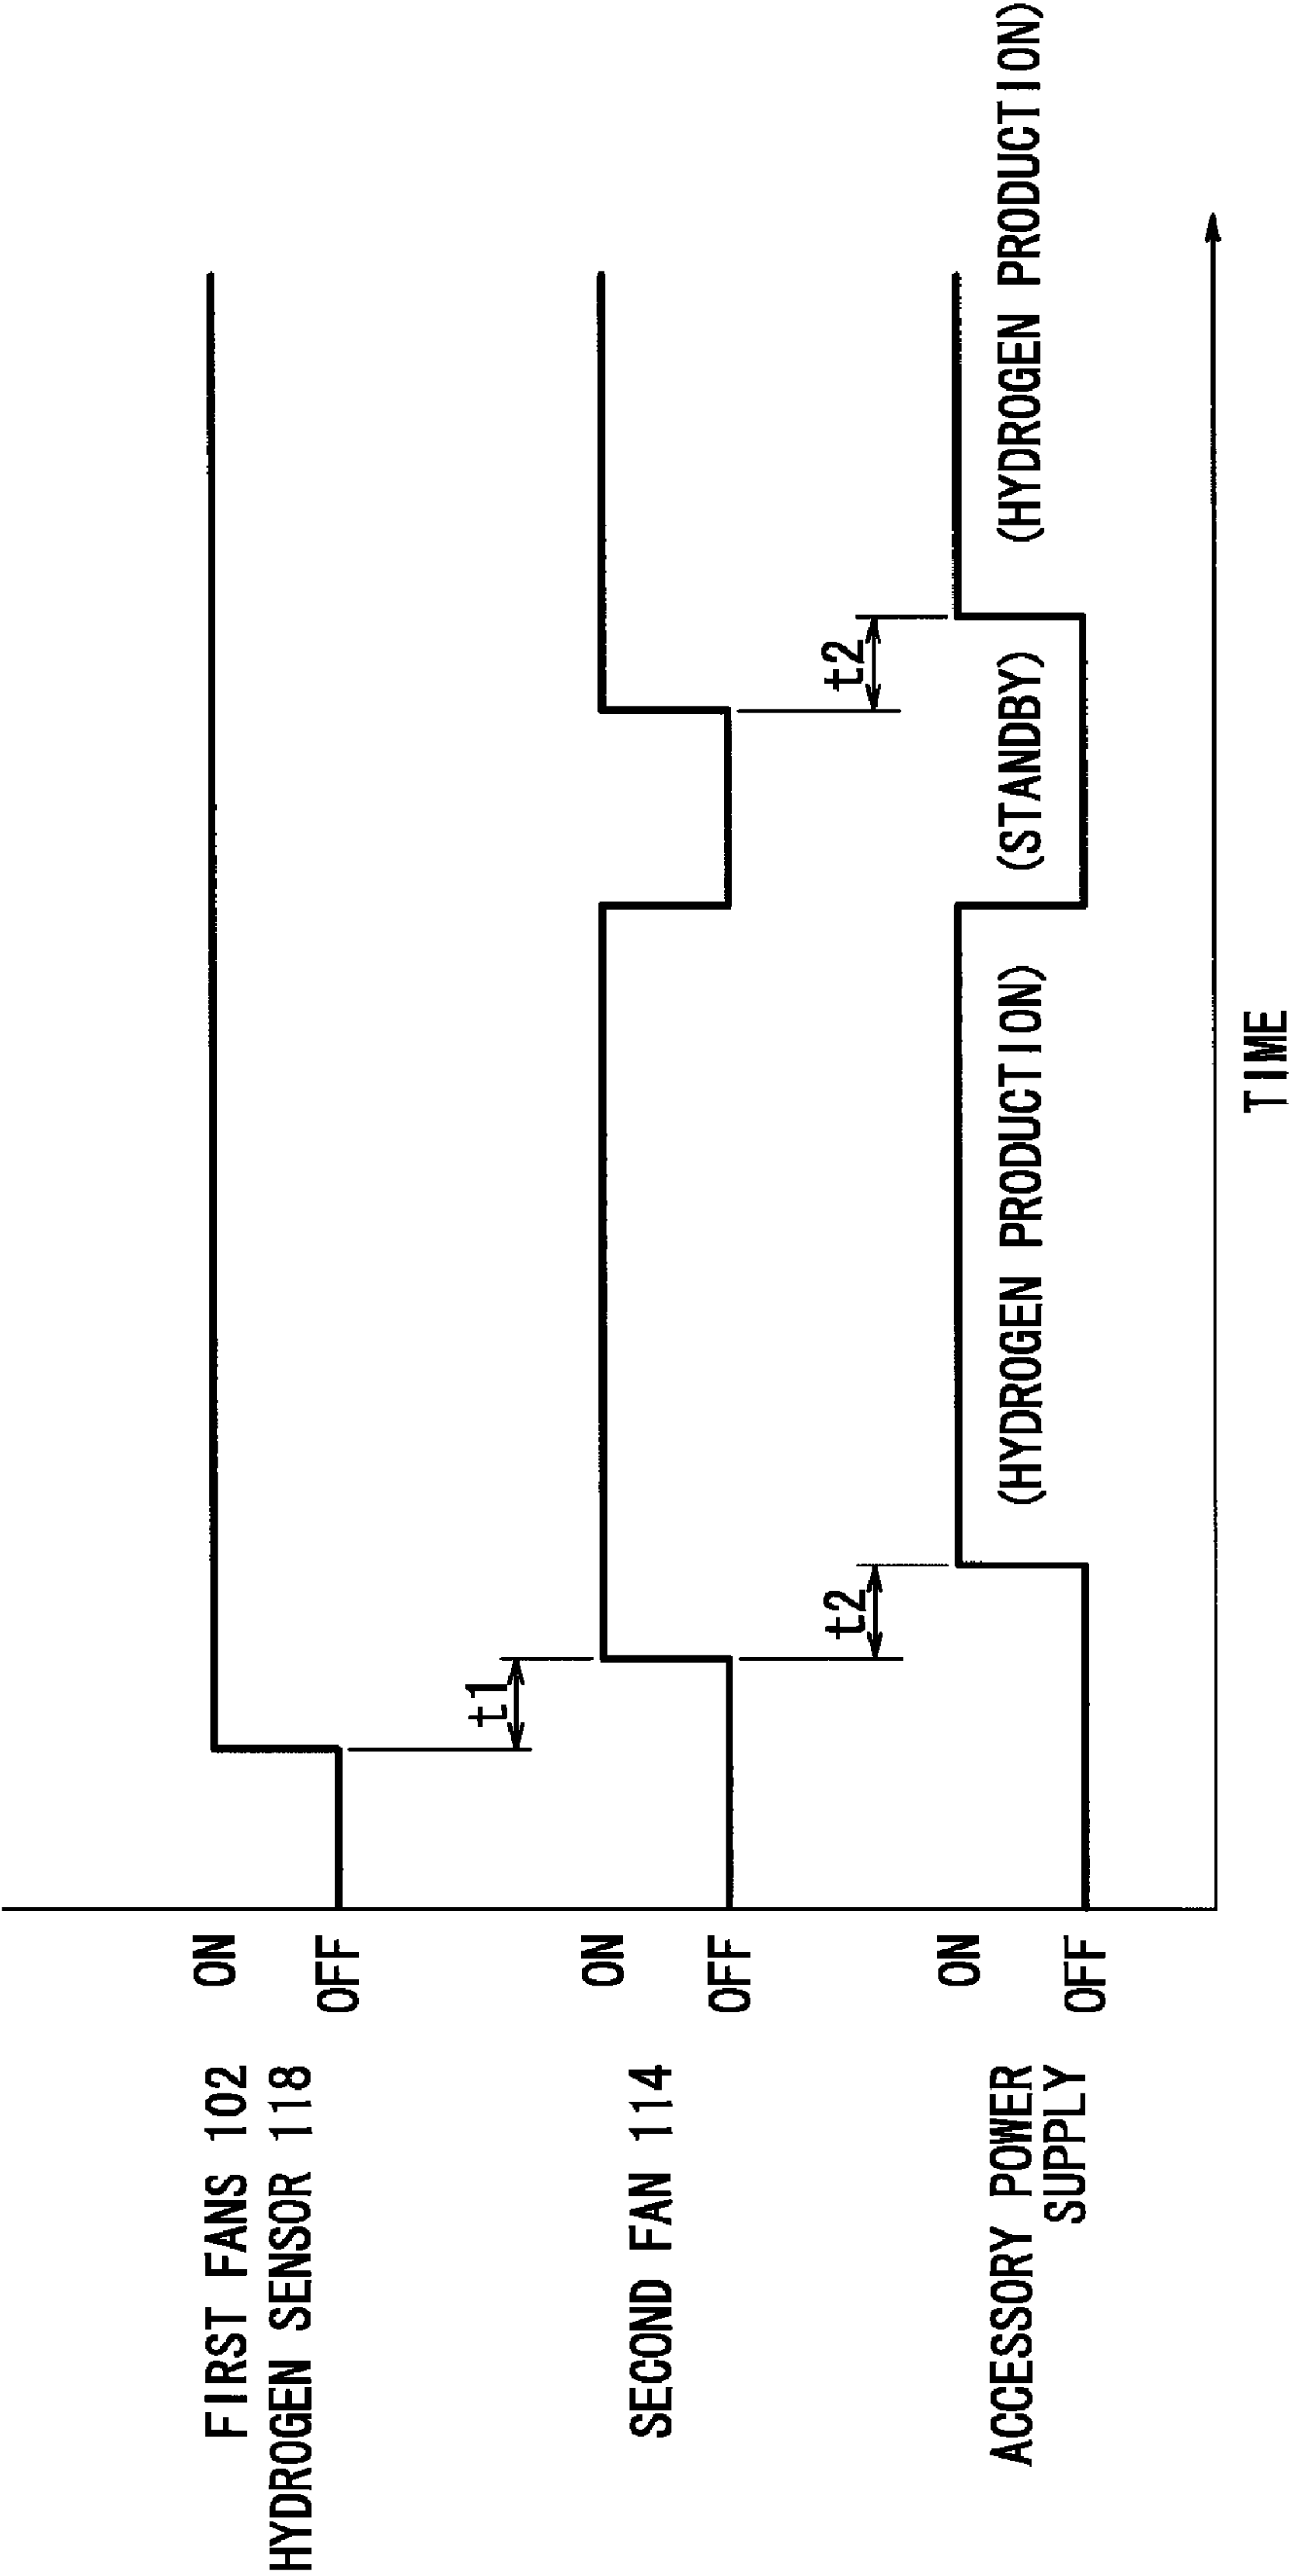 FIRST FANS 102
HYDROGEN SENSOR 118
ON
OFF
t1
SECOND FAN 114
ON
OFF
t2
t2
ACCESSORY POWER
SUPPLY
ON
OFF
(HYDROGEN PRODUCTION)
(STANDBY)
(HYDROGEN PRODUCTION)
TIME